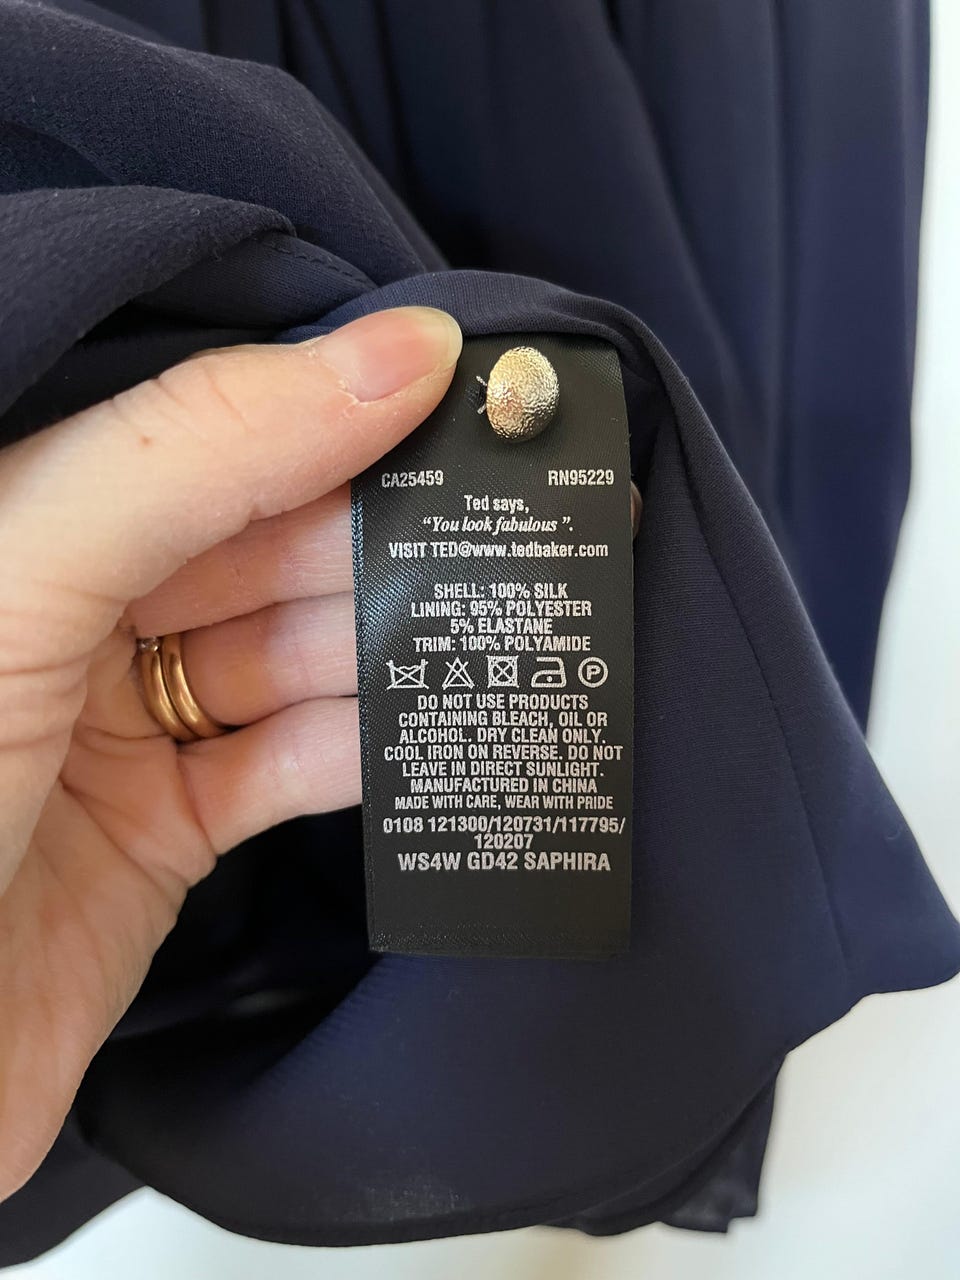 CA25459 RN95229
Ted says,
“You look fabulous ”.
VISIT TED@www.tedbaker.com
SHELL: 100% SILK
LINING: 95% POLYESTER
5% ELASTANE
TRIM: 100% POLYAMIDE
P
DO NOT USE PRODUCTS
CONTAINING BLEACH, OIL OR
ALCOHOL. DRY CLEAN ONLY.
COOL IRON ON REVERSE. DO NOT
LEAVE IN DIRECT SUNLIGHT.
MANUFACTURED IN CHINA
MADE WITH CARE, WEAR WITH PRIDE
0108 121300/120731/117795/
120207
WS4W GD42 SAPHIRA